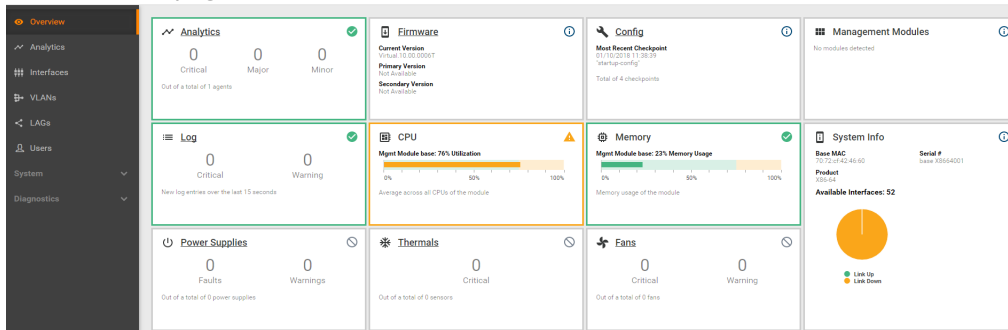 Overview
Analytics
Interfaces
VLANs
LAGs
Users
System
Diagnostics
Analytics
0 0 0
Critical Major Minor
Out of a total of 1 agents
Firmware
Current Version
Virtual.10.00.0006T
Primary Version
Not Available
Secondary Version
Not Available
Config
Most Recent Checkpoint
01/10/2018 11:38:39
"startup-config"
Total of 4 checkpoints
Management Modules
No modules detected
Log
0 0
Critical Warning
New log entries over the last 15 seconds
CPU
Mgmt Module base: 76% Utilization
0% 50% 100%
Average across all CPUs of the module
Memory
Mgmt Module base: 23% Memory Usage
0% 50% 100%
Memory usage of the module
System Info
Base MAC Serial #
70:72:cf:42:46:60 base X8664001
Product
X86-64
Available Interfaces: 52
Link Up
Link Down
Power Supplies
0 0
Faults Warnings
Out of a total of 0 power supplies
Thermals
0
Critical
Out of a total of 0 sensors
Fans
0 0
Critical Warning
Out of a total of 0 fans